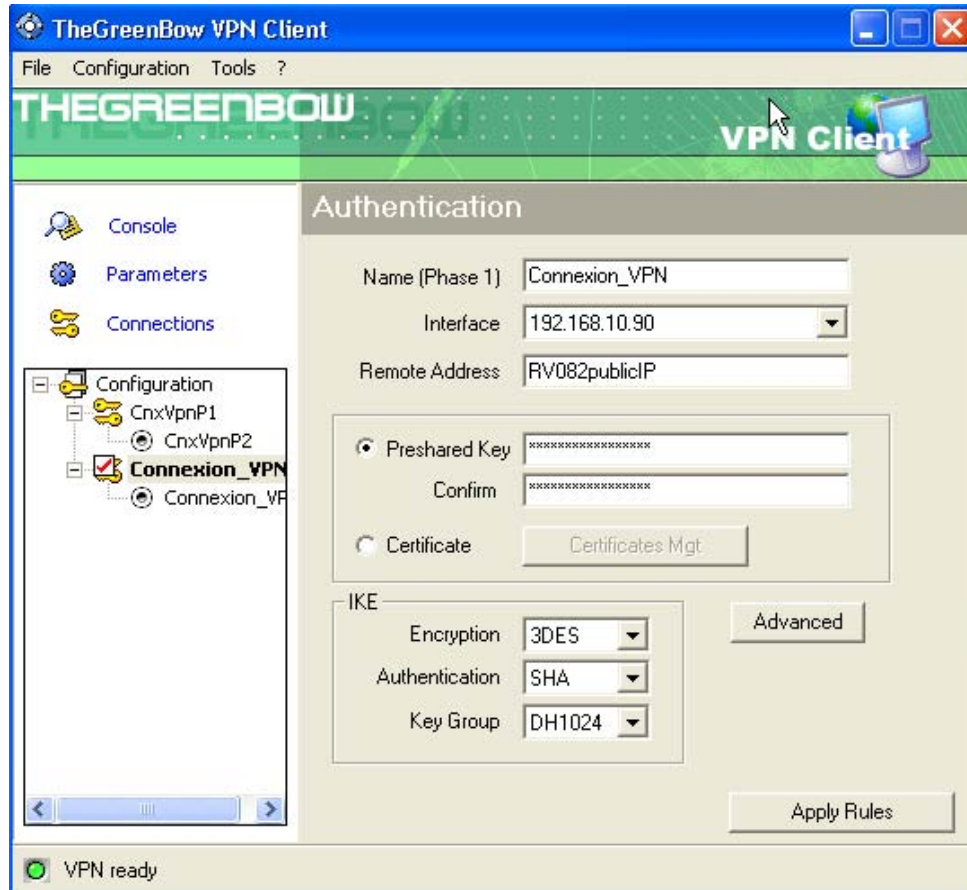 TheGreenBow VPN Client
File Configuration Tools ?
THEGREENBOW
VPN Client
Console
Parameters
Connections
Configuration
CnxVpnP1
CnxVpnP2
Connexion_VPN
Connexion_VP
Authentication
Name (Phase 1) Connexion_VPN
Interface 192.168.10.90
Remote Address RV082publicIP
Preshared Key *****************
Confirm *****************
Certificate Certificates Mgt
IKE
Encryption 3DES
Authentication SHA
Key Group DH1024
Advanced
Apply Rules
VPN ready